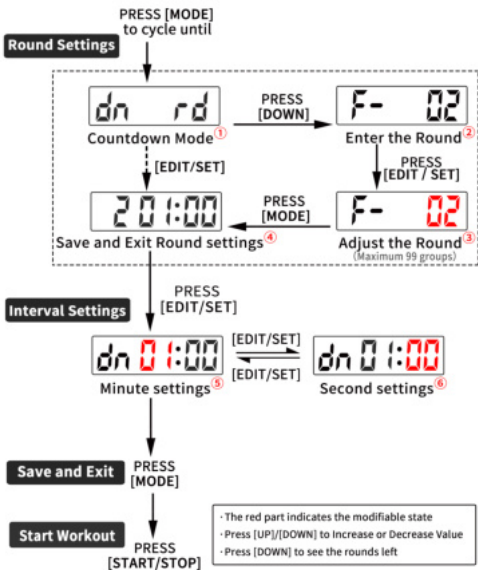 PRESS [MODE]
to cycle until
Round Settings
dn rd
Countdown Mode①
PRESS
[DOWN]
F- 02
Enter the Round②
[EDIT/SET]
PRESS
[EDIT / SET]
201:00
Save and Exit Round settings④
PRESS
[MODE]
F- 02
Adjust the Round③
(Maximum 99 groups)
PRESS
[EDIT/SET]
Interval Settings
dn 01:00
Minute settings⑤
[EDIT/SET]
[EDIT/SET]
dn 01:00
Second settings⑥
Save and Exit
PRESS
[MODE]
Start Workout
PRESS
[START/STOP]
· The red part indicates the modifiable state
· Press [UP]/[DOWN] to Increase or Decrease Value
· Press [DOWN] to see the rounds left